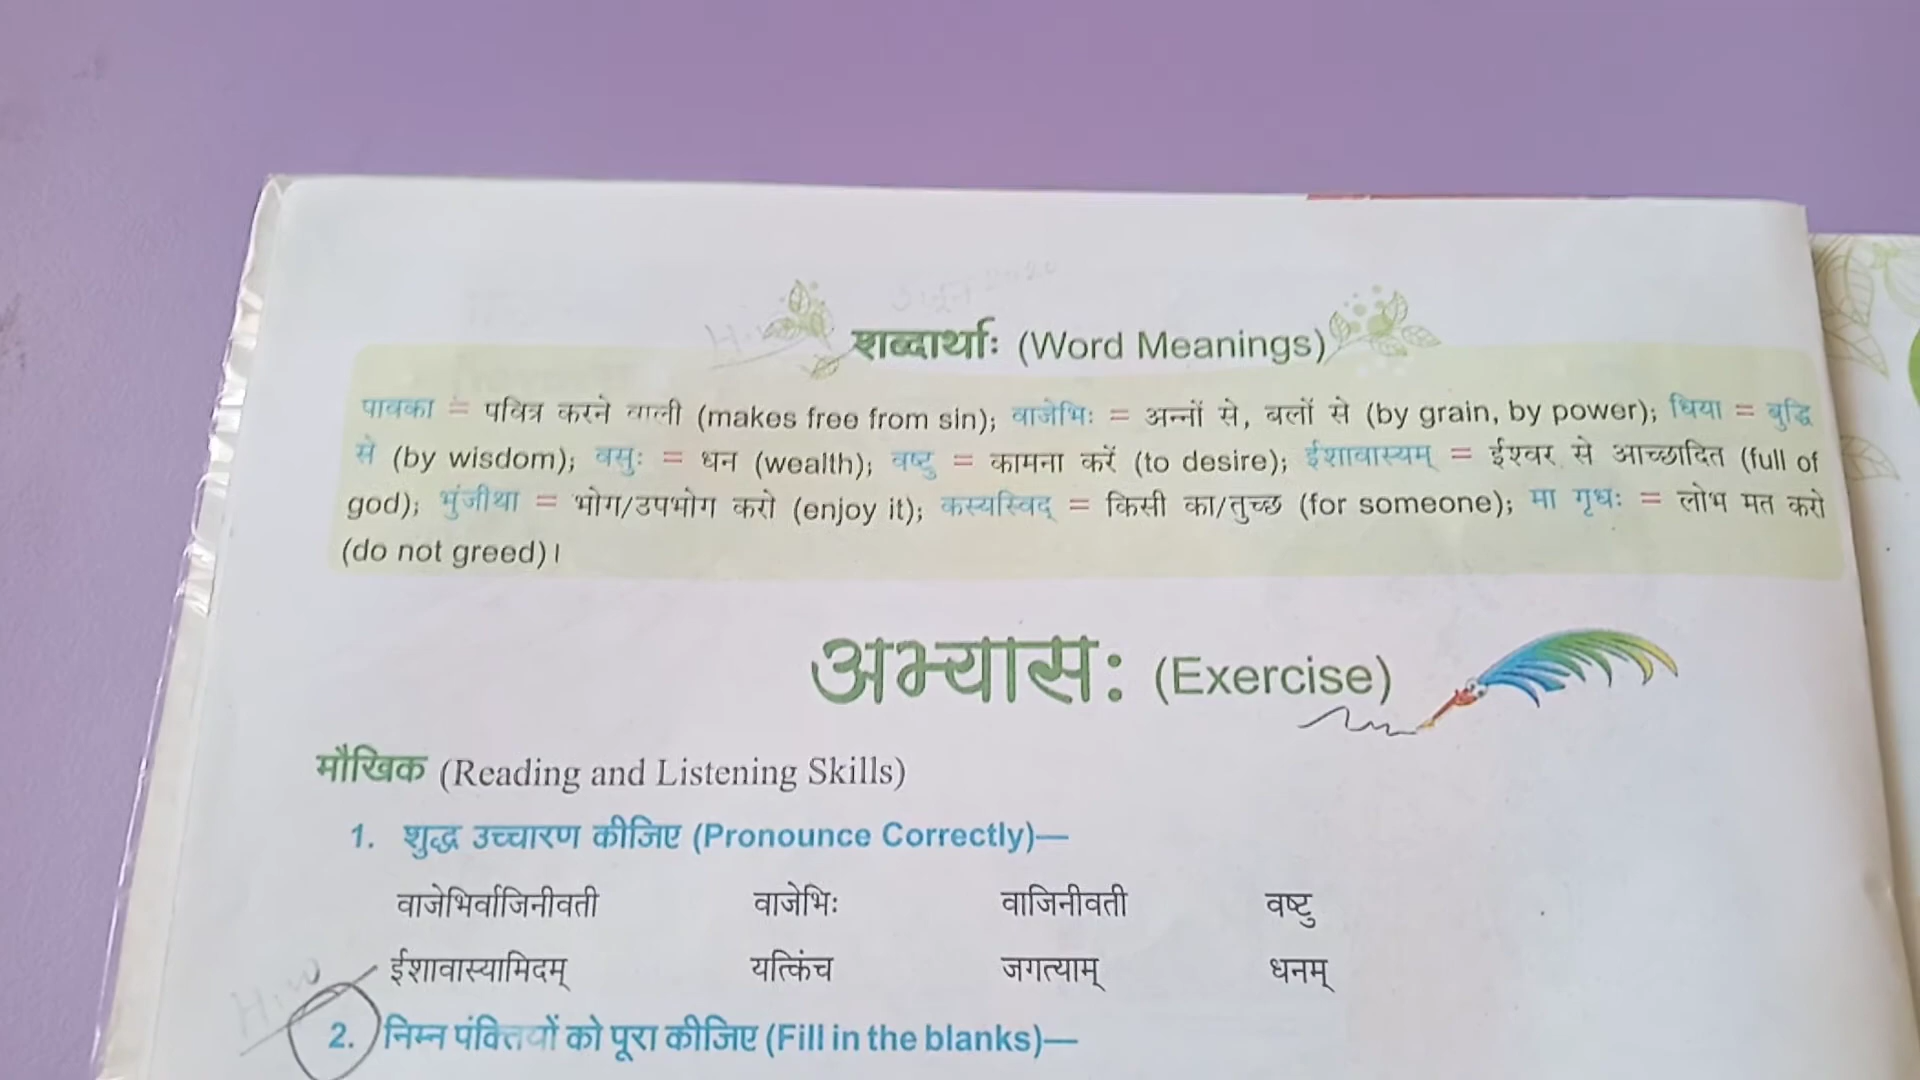 शब्दार्थाः (Word Meanings)
पावका = पवित्र करने वाली (makes free from sin); वाजेभिः = अन्नों से, बलों से (by grain, by power); धिया = बुद्धि
से (by wisdom); वसुः = धन (wealth); वष्टु = कामना करें (to desire); ईशावास्यम् = ईश्वर से आच्छादित (full of
god); भुंजीथा = भोग/उपभोग करो (enjoy it); कस्यस्विद् = किसी का/तुच्छ (for someone); मा गृधः = लोभ मत करो
(do not greed)।
अभ्यासः (Exercise)
मौखिक (Reading and Listening Skills)
1. शुद्ध उच्चारण कीजिए (Pronounce Correctly)—
वाजेभिर्वाजिनीवती वाजेभिः वाजिनीवती वष्टु
ईशावास्यामिदम् यत्किंच जगत्याम् धनम्
H.W
2. निम्न पंक्तियों को पूरा कीजिए (Fill in the blanks)—